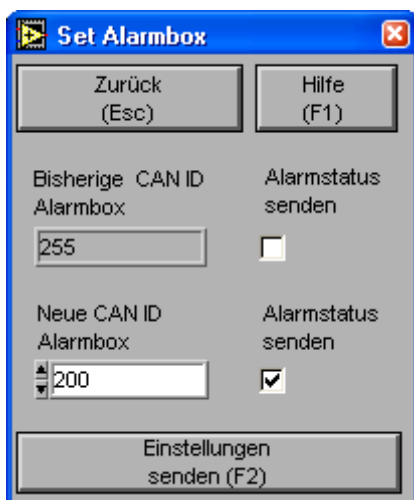 Set Alarmbox
Zurück
(Esc)
Hilfe
(F1)
Bisherige CAN ID
Alarmbox
Alarmstatus
senden
255
Neue CAN ID
Alarmbox
Alarmstatus
senden
200
Einstellungen
senden (F2)